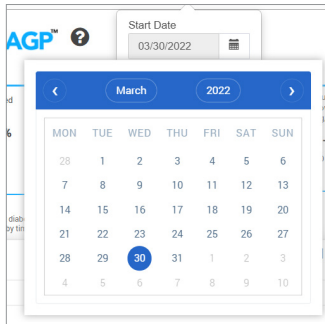 Start Date
AGP™ ?
03/30/2022
ed
March 2022
%
MON TUE WED THU FRI SAT SUN
28 1 2 3 4 5 6
7 8 9 10 11 12 13
14 15 16 17 18 19 20
diab
by tin
21 22 23 24 25 26 27
28 29 30 31 1 2 3
4 5 6 7 8 9 10